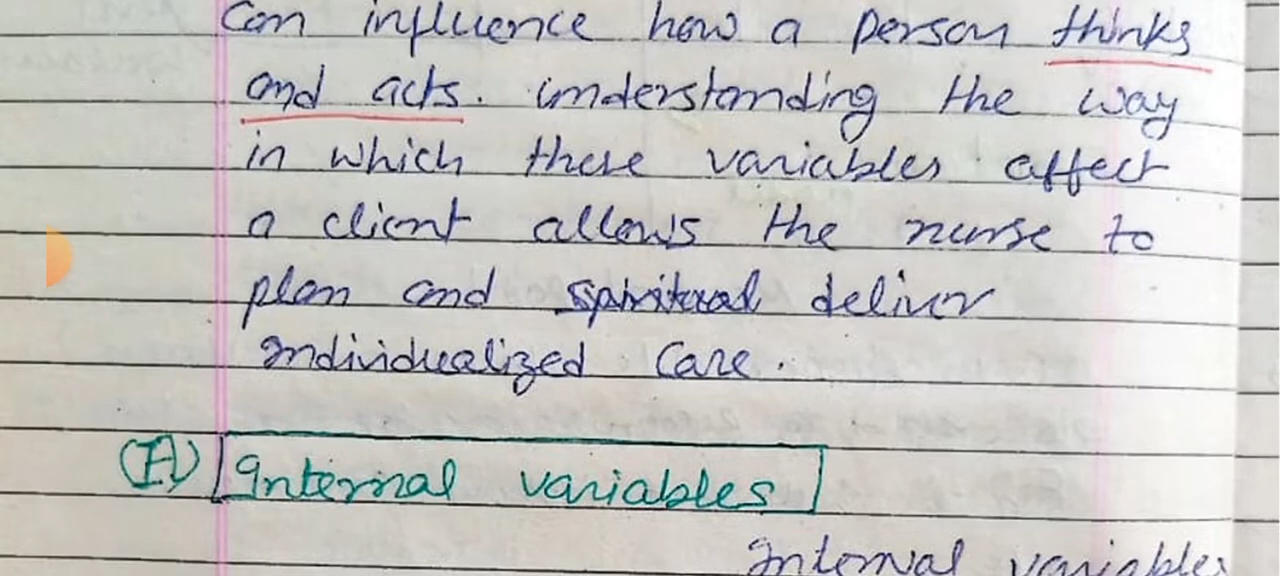 Can influence how a person thinks
and acts. understanding the way
in which these variables affect
a client allows the nurse to
plan and spiritual deliver
individualized Care.
(A) Internal variables
Internal variables